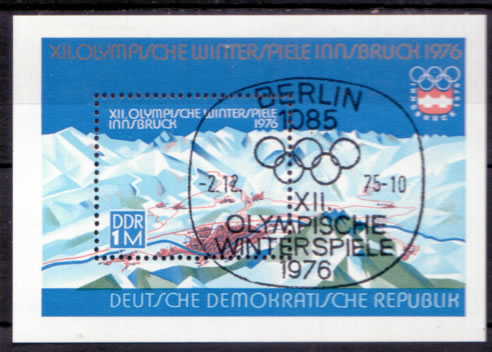 XII. OLYMPISCHE WINTERSPIELE INNSBRUCK 1976
INNSBRUCK
XII. OLYMPISCHE WINTERSPIELE
INNSBRUCK 1976
DDR
1 M
BERLIN
1085
-2.12 75-10
XII.
OLYMPISCHE
WINTERSPIELE
1976
DEUTSCHE DEMOKRATISCHE REPUBLIK